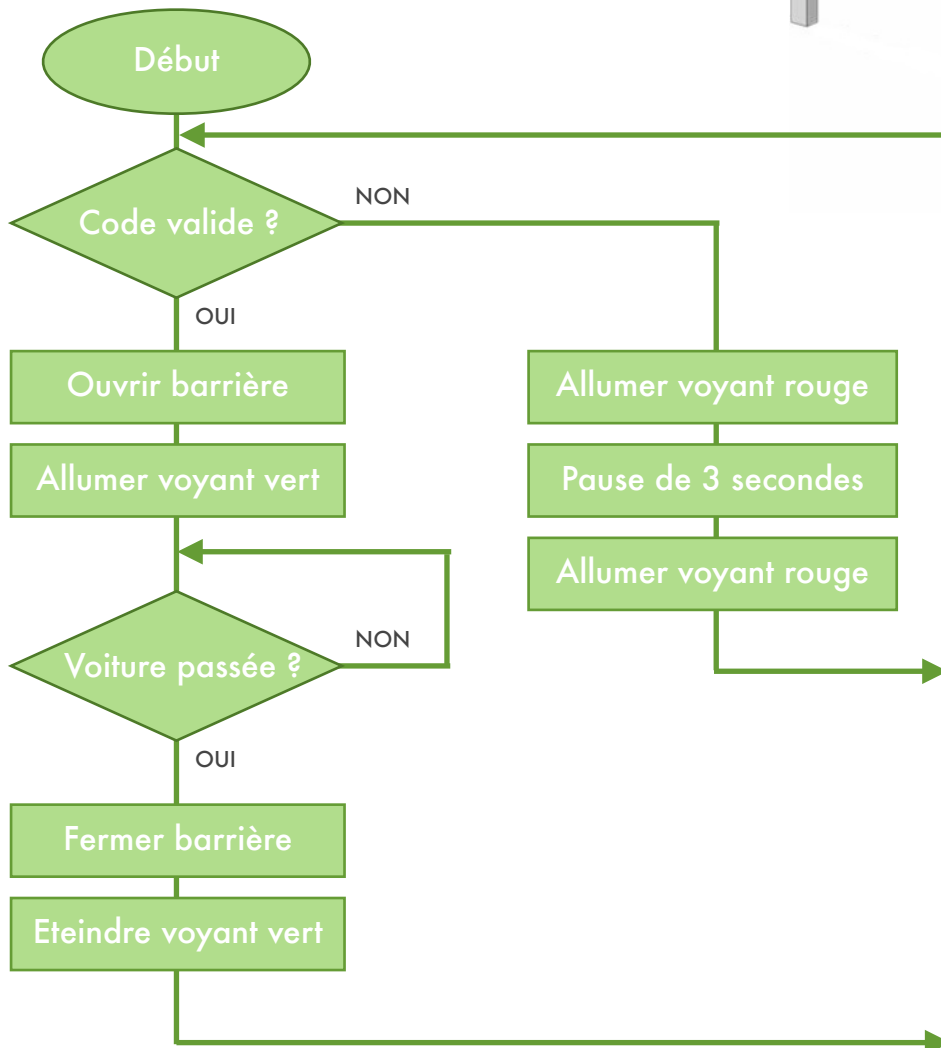 Début
Code valide ?
NON
OUI
Ouvrir barrière
Allumer voyant vert
Voiture passée ?
NON
OUI
Fermer barrière
Eteindre voyant vert
Allumer voyant rouge
Pause de 3 secondes
Allumer voyant rouge